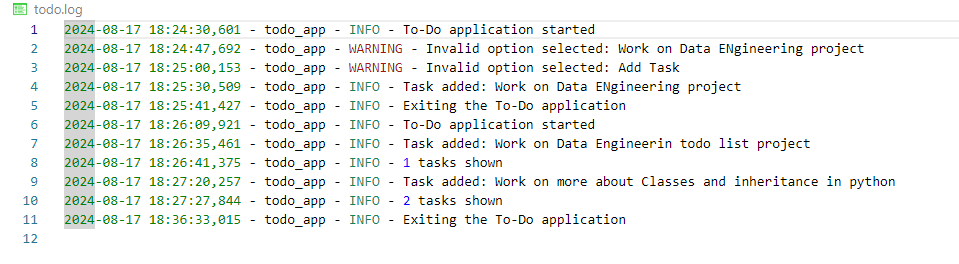 todo.log
1 2024-08-17 18:24:30,601 - todo_app - INFO - To-Do application started
2 2024-08-17 18:24:47,692 - todo_app - WARNING - Invalid option selected: Work on Data ENgineering project
3 2024-08-17 18:25:00,153 - todo_app - WARNING - Invalid option selected: Add Task
4 2024-08-17 18:25:30,509 - todo_app - INFO - Task added: Work on Data ENgineering project
5 2024-08-17 18:25:41,427 - todo_app - INFO - Exiting the To-Do application
6 2024-08-17 18:26:09,921 - todo_app - INFO - To-Do application started
7 2024-08-17 18:26:35,461 - todo_app - INFO - Task added: Work on Data Engineerin todo list project
8 2024-08-17 18:26:41,375 - todo_app - INFO - 1 tasks shown
9 2024-08-17 18:27:20,257 - todo_app - INFO - Task added: Work on more about Classes and inheritance in python
10 2024-08-17 18:27:27,844 - todo_app - INFO - 2 tasks shown
11 2024-08-17 18:36:33,015 - todo_app - INFO - Exiting the To-Do application
12